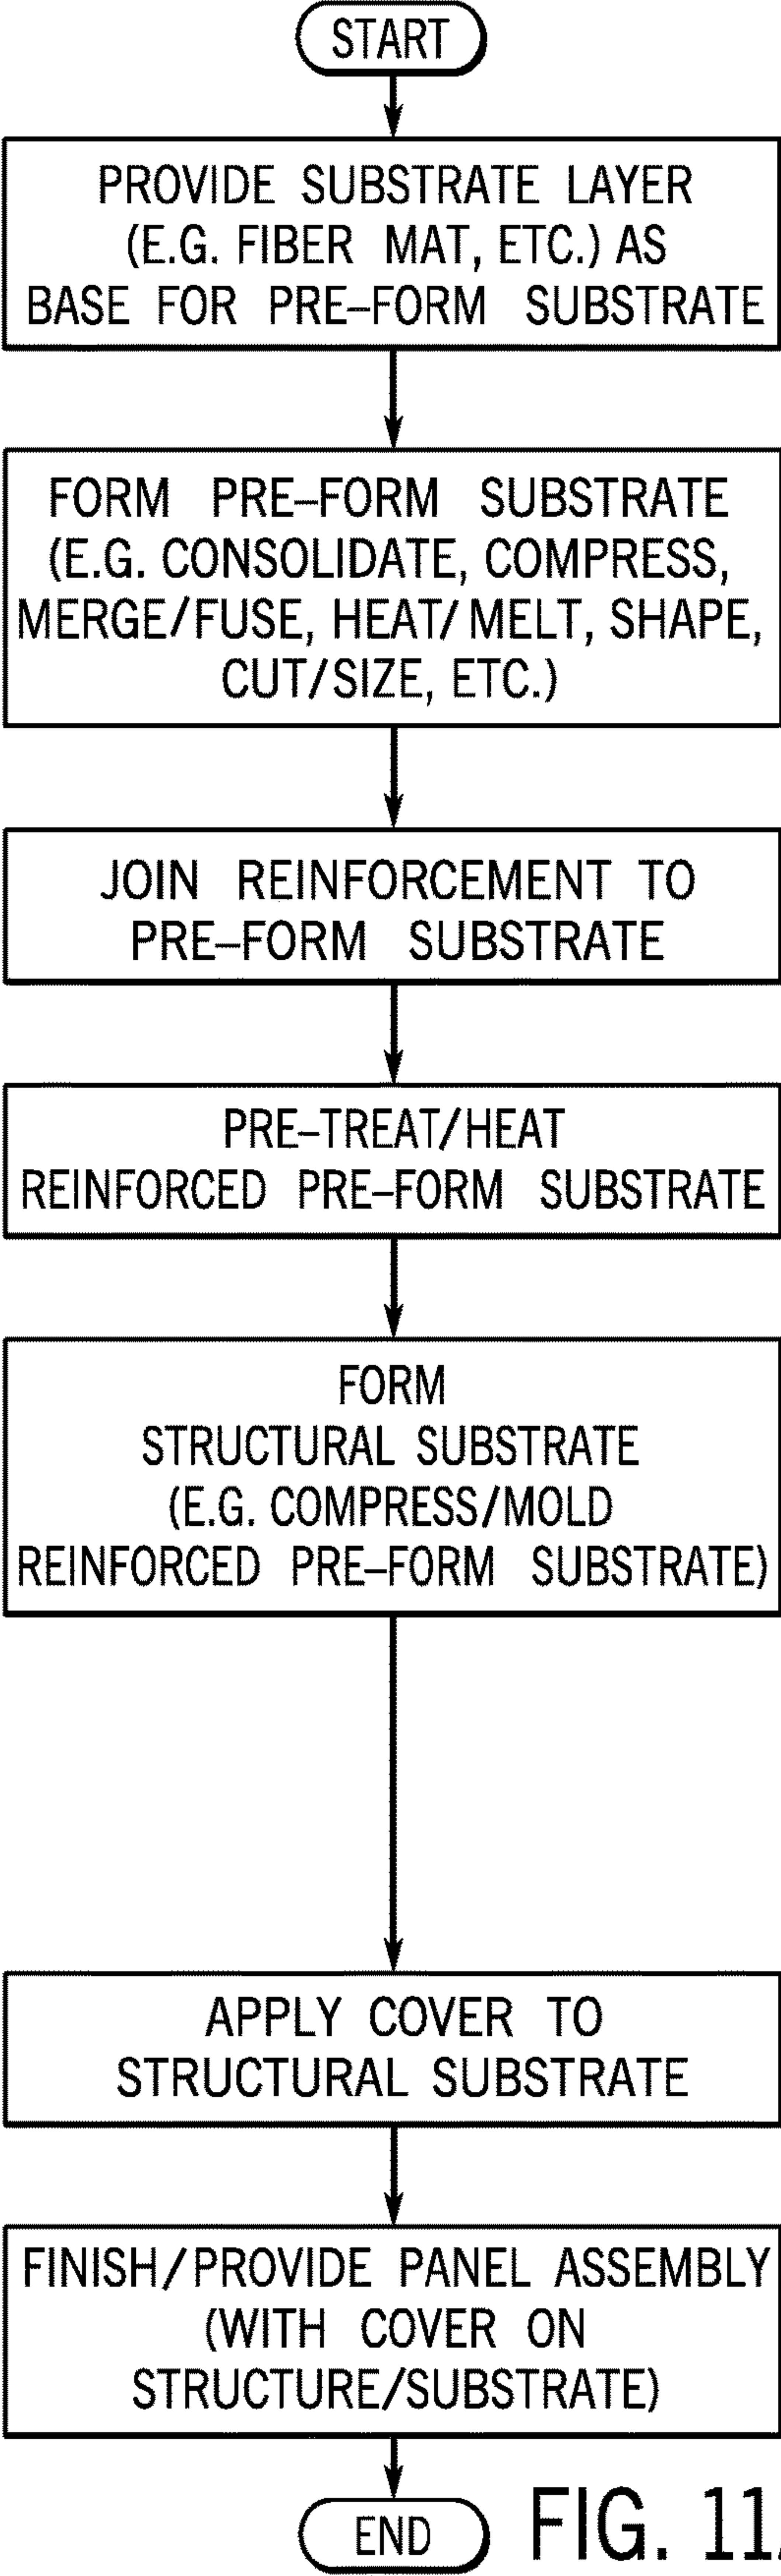 START
PROVIDE SUBSTRATE LAYER
(E.G. FIBER MAT, ETC.) AS
BASE FOR PRE–FORM SUBSTRATE
FORM PRE–FORM SUBSTRATE
(E.G. CONSOLIDATE, COMPRESS,
MERGE/FUSE, HEAT/MELT, SHAPE,
CUT/SIZE, ETC.)
JOIN REINFORCEMENT TO
PRE–FORM SUBSTRATE
PRE–TREAT/HEAT
REINFORCED PRE–FORM SUBSTRATE
FORM
STRUCTURAL SUBSTRATE
(E.G. COMPRESS/MOLD
REINFORCED PRE–FORM SUBSTRATE)
APPLY COVER TO
STRUCTURAL SUBSTRATE
FINISH/PROVIDE PANEL ASSEMBLY
(WITH COVER ON
STRUCTURE/SUBSTRATE)
END
FIG. 11.